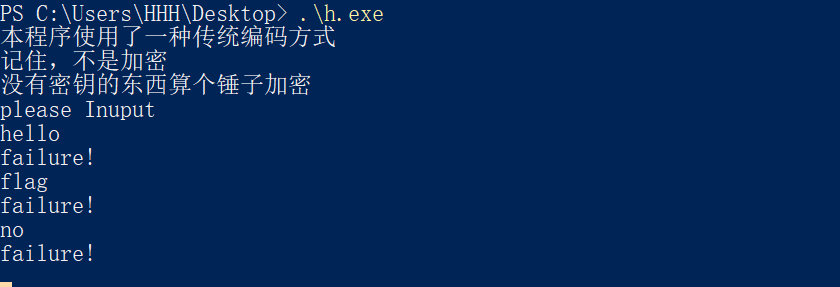 PS C:\Users\HHH\Desktop> .\h.exe
本程序使用了一种传统编码方式
记住，不是加密
没有密钥的东西算个锤子加密
please Inuput
hello
failure!
flag
failure!
no
failure!